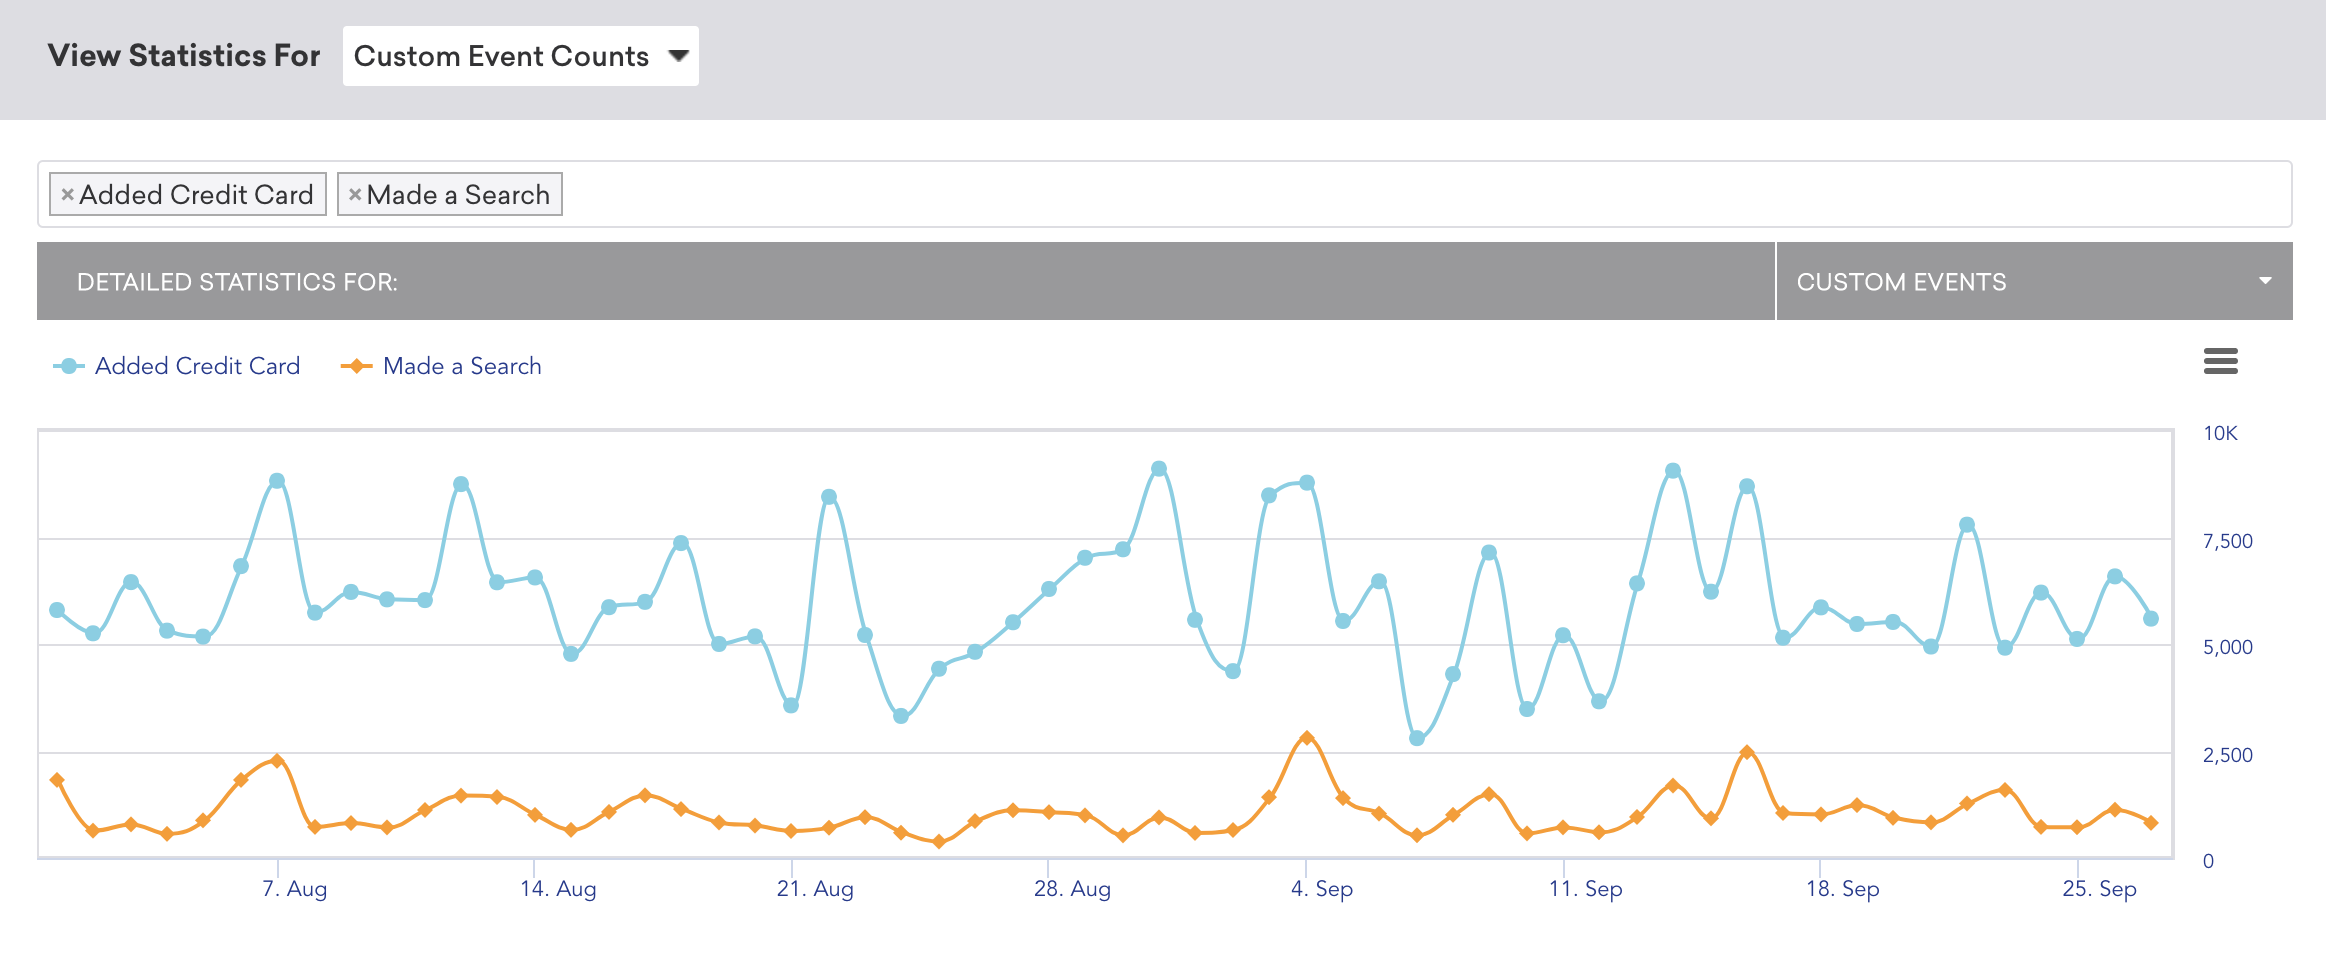 View Statistics For Custom Event Counts
×Added Credit Card ×Made a Search
DETAILED STATISTICS FOR: CUSTOM EVENTS
Added Credit Card Made a Search
10K
7,500
5,000
2,500
0
7. Aug 14. Aug 21. Aug 28. Aug 4. Sep 11. Sep 18. Sep 25. Sep